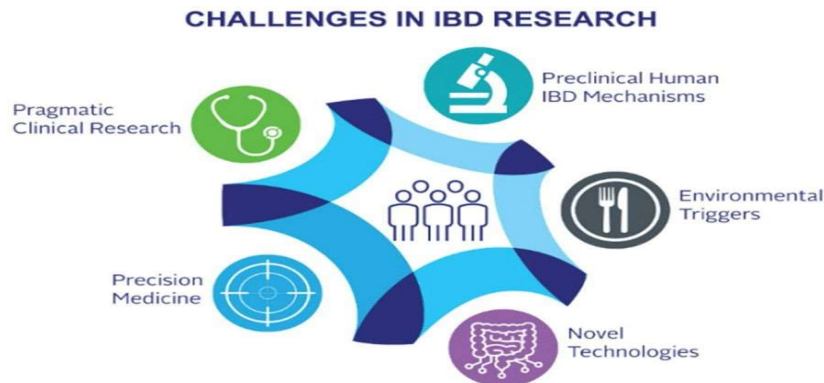 CHALLENGES IN IBD RESEARCH
Preclinical Human
IBD Mechanisms
Pragmatic
Clinical Research
Environmental
Triggers
Precision
Medicine
Novel
Technologies